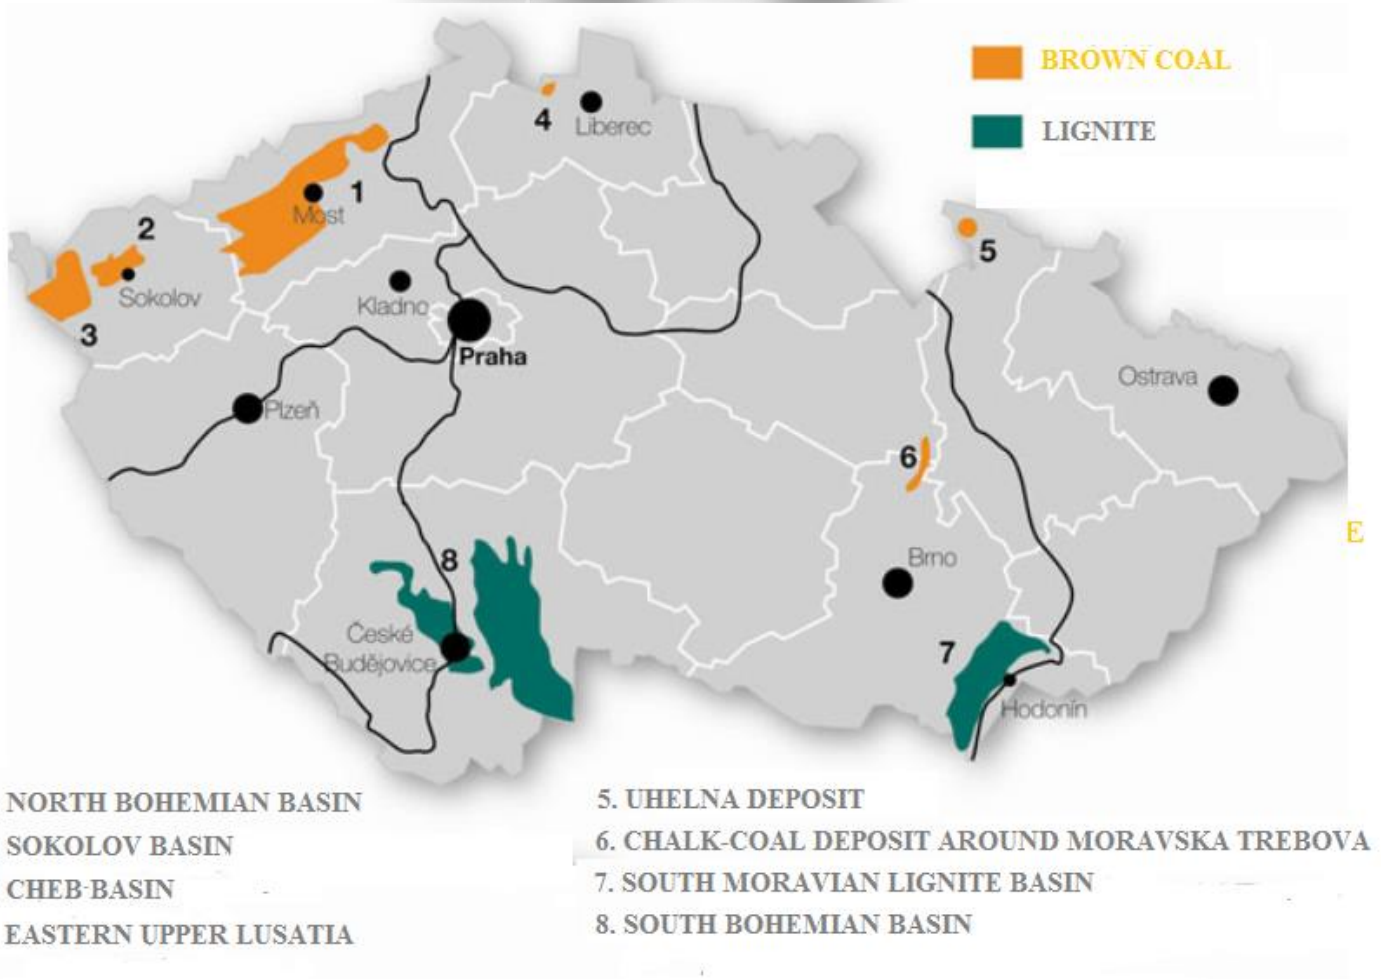 BROWN COAL
LIGNITE
4
Liberec
1
Most
2
Sokolov
3
Kladno
Praha
5
Plzeň
Ostrava
6
E
8
Brno
České
Budějovice
7
Hodonín
NORTH BOHEMIAN BASIN
SOKOLOV BASIN
CHEB BASIN
EASTERN UPPER LUSATIA
5. UHELNA DEPOSIT
6. CHALK-COAL DEPOSIT AROUND MORAVSKA TREBOVA
7. SOUTH MORAVIAN LIGNITE BASIN
8. SOUTH BOHEMIAN BASIN